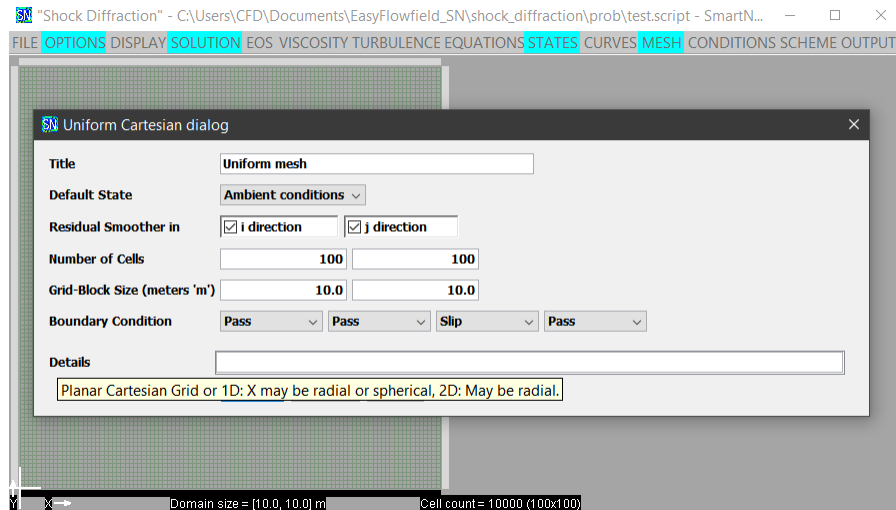 SN "Shock Diffraction" - C:\Users\CFD\Documents\EasyFlowfield_SN\shock_diffraction\prob\test.script - SmartN...
FILE OPTIONS DISPLAY SOLUTION EOS VISCOSITY TURBULENCE EQUATIONS STATES CURVES MESH CONDITIONS SCHEME OUTPUT
SN Uniform Cartesian dialog
Title Uniform mesh
Default State Ambient conditions
Residual Smoother in i direction j direction
Number of Cells 100 100
Grid-Block Size (meters 'm') 10.0 10.0
Boundary Condition Pass Pass Slip Pass
Details
Planar Cartesian Grid or 1D: X may be radial or spherical, 2D: May be radial.
Y X Domain size = [10.0, 10.0] m Cell count = 10000 (100x100)